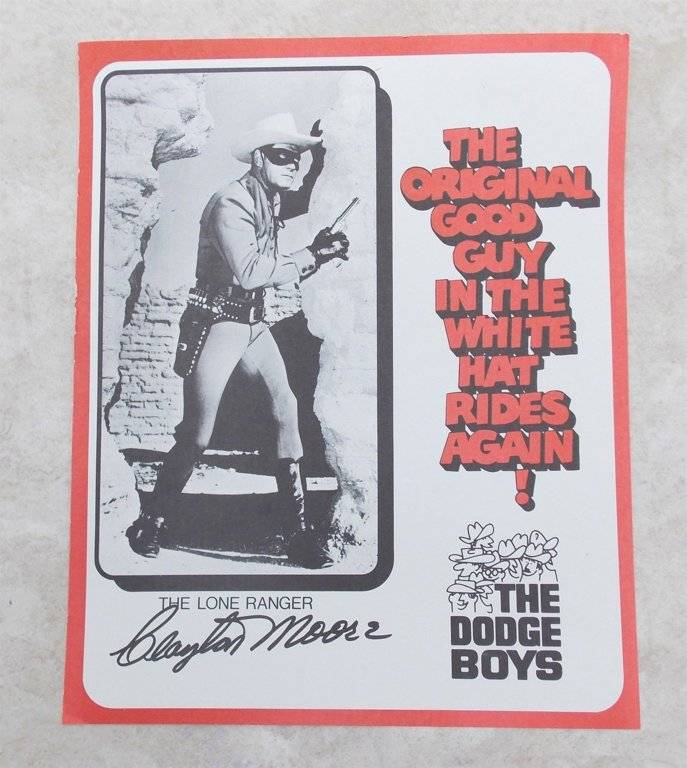 THE
ORIGINAL
GOOD
GUY
IN THE
WHITE
HAT
RIDES
AGAIN
!
THE LONE RANGER
Clayton Moore
THE
DODGE
BOYS